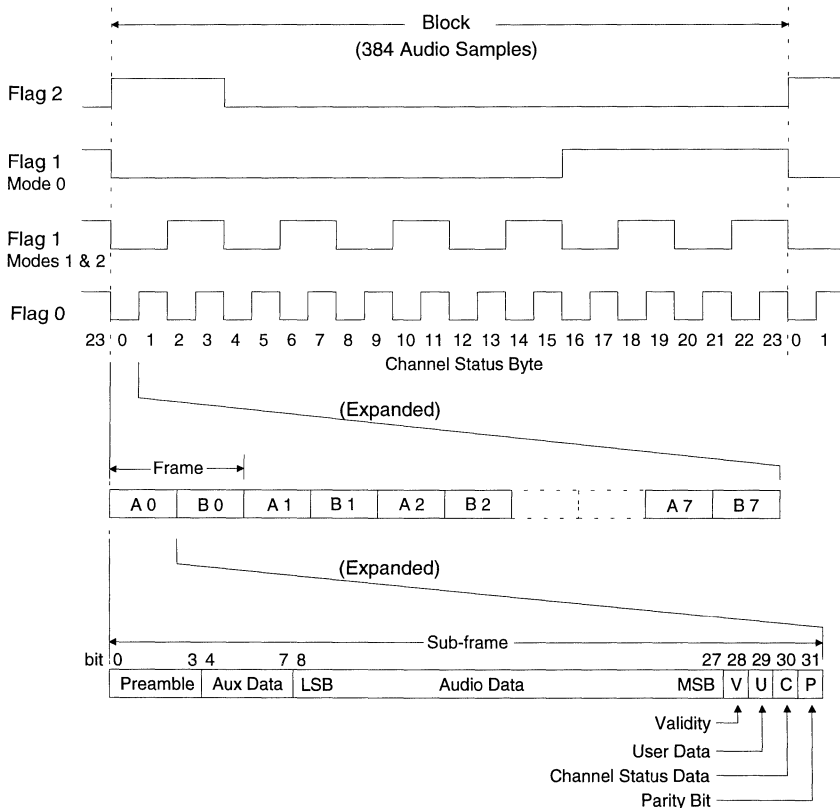 Block
(384 Audio Samples)
Flag 2
Flag 1
Mode 0
Flag 1
Modes 1 & 2
Flag 0
23 0 1 2 3 4 5 6 7 8 9 10 11 12 13 14 15 16 17 18 19 20 21 22 23 0 1
Channel Status Byte
(Expanded)
Frame
A 0 B 0 A 1 B 1 A 2 B 2 A 7 B 7
(Expanded)
Sub-frame
bit 0 3 4 7 8 27 28 29 30 31
Preamble Aux Data LSB Audio Data MSB V U C P
Validity
User Data
Channel Status Data
Parity Bit